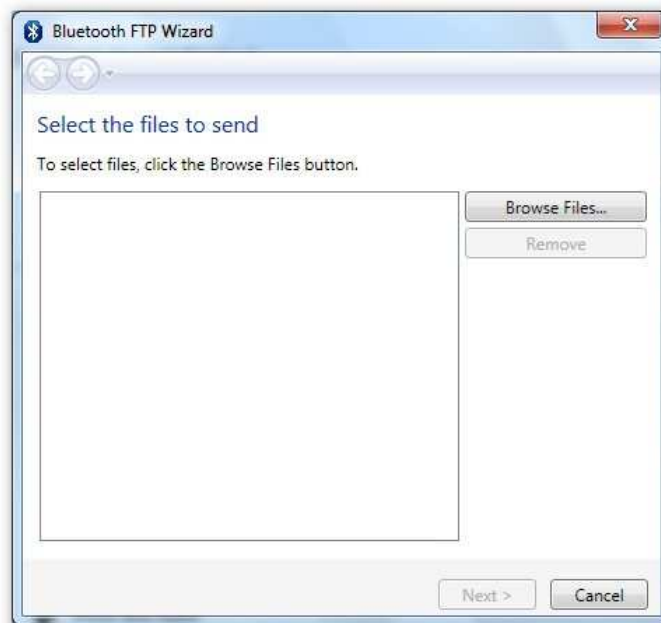 Bluetooth FTP Wizard
Select the files to send
To select files, click the Browse Files button.
Browse Files...
Remove
Next >
Cancel